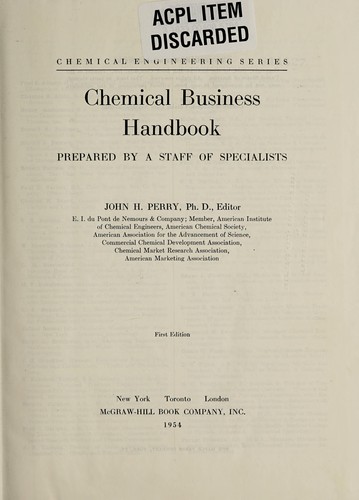 ACPL ITEM
DISCARDED
CHEMICAL ENGINEERING SERIES
Chemical Business
Handbook
PREPARED BY A STAFF OF SPECIALISTS
JOHN H. PERRY, Ph. D., Editor
E. I. du Pont de Nemours & Company; Member, American Institute
of Chemical Engineers, American Chemical Society,
American Association for the Advancement of Science,
Commercial Chemical Development Association,
Chemical Market Research Association,
American Marketing Association
First Edition
New York Toronto London
McGRAW-HILL BOOK COMPANY, INC.
1954